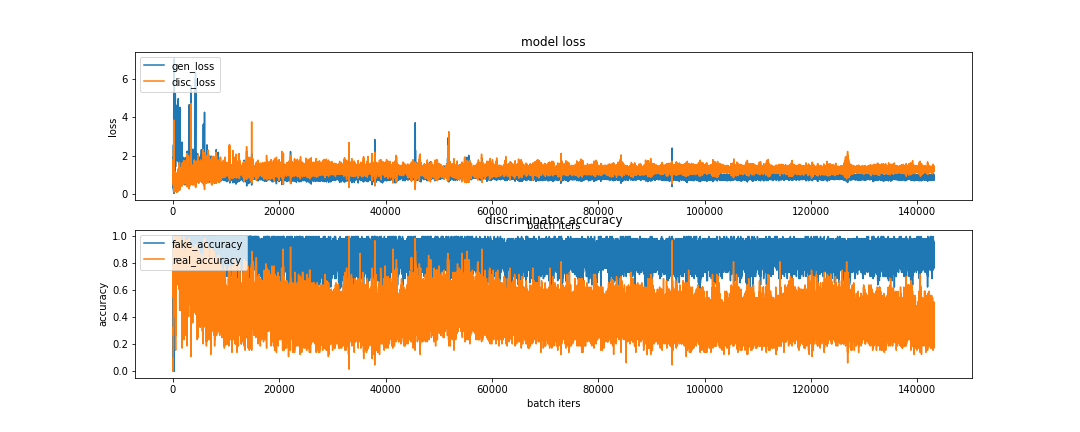 model loss
gen_loss
disc_loss
loss
6
4
2
0
0 20000 40000 60000 80000 100000 120000 140000
batch iters
discriminator accuracy
fake_accuracy
real_accuracy
accuracy
1.0
0.8
0.6
0.4
0.2
0.0
0 20000 40000 60000 80000 100000 120000 140000
batch iters